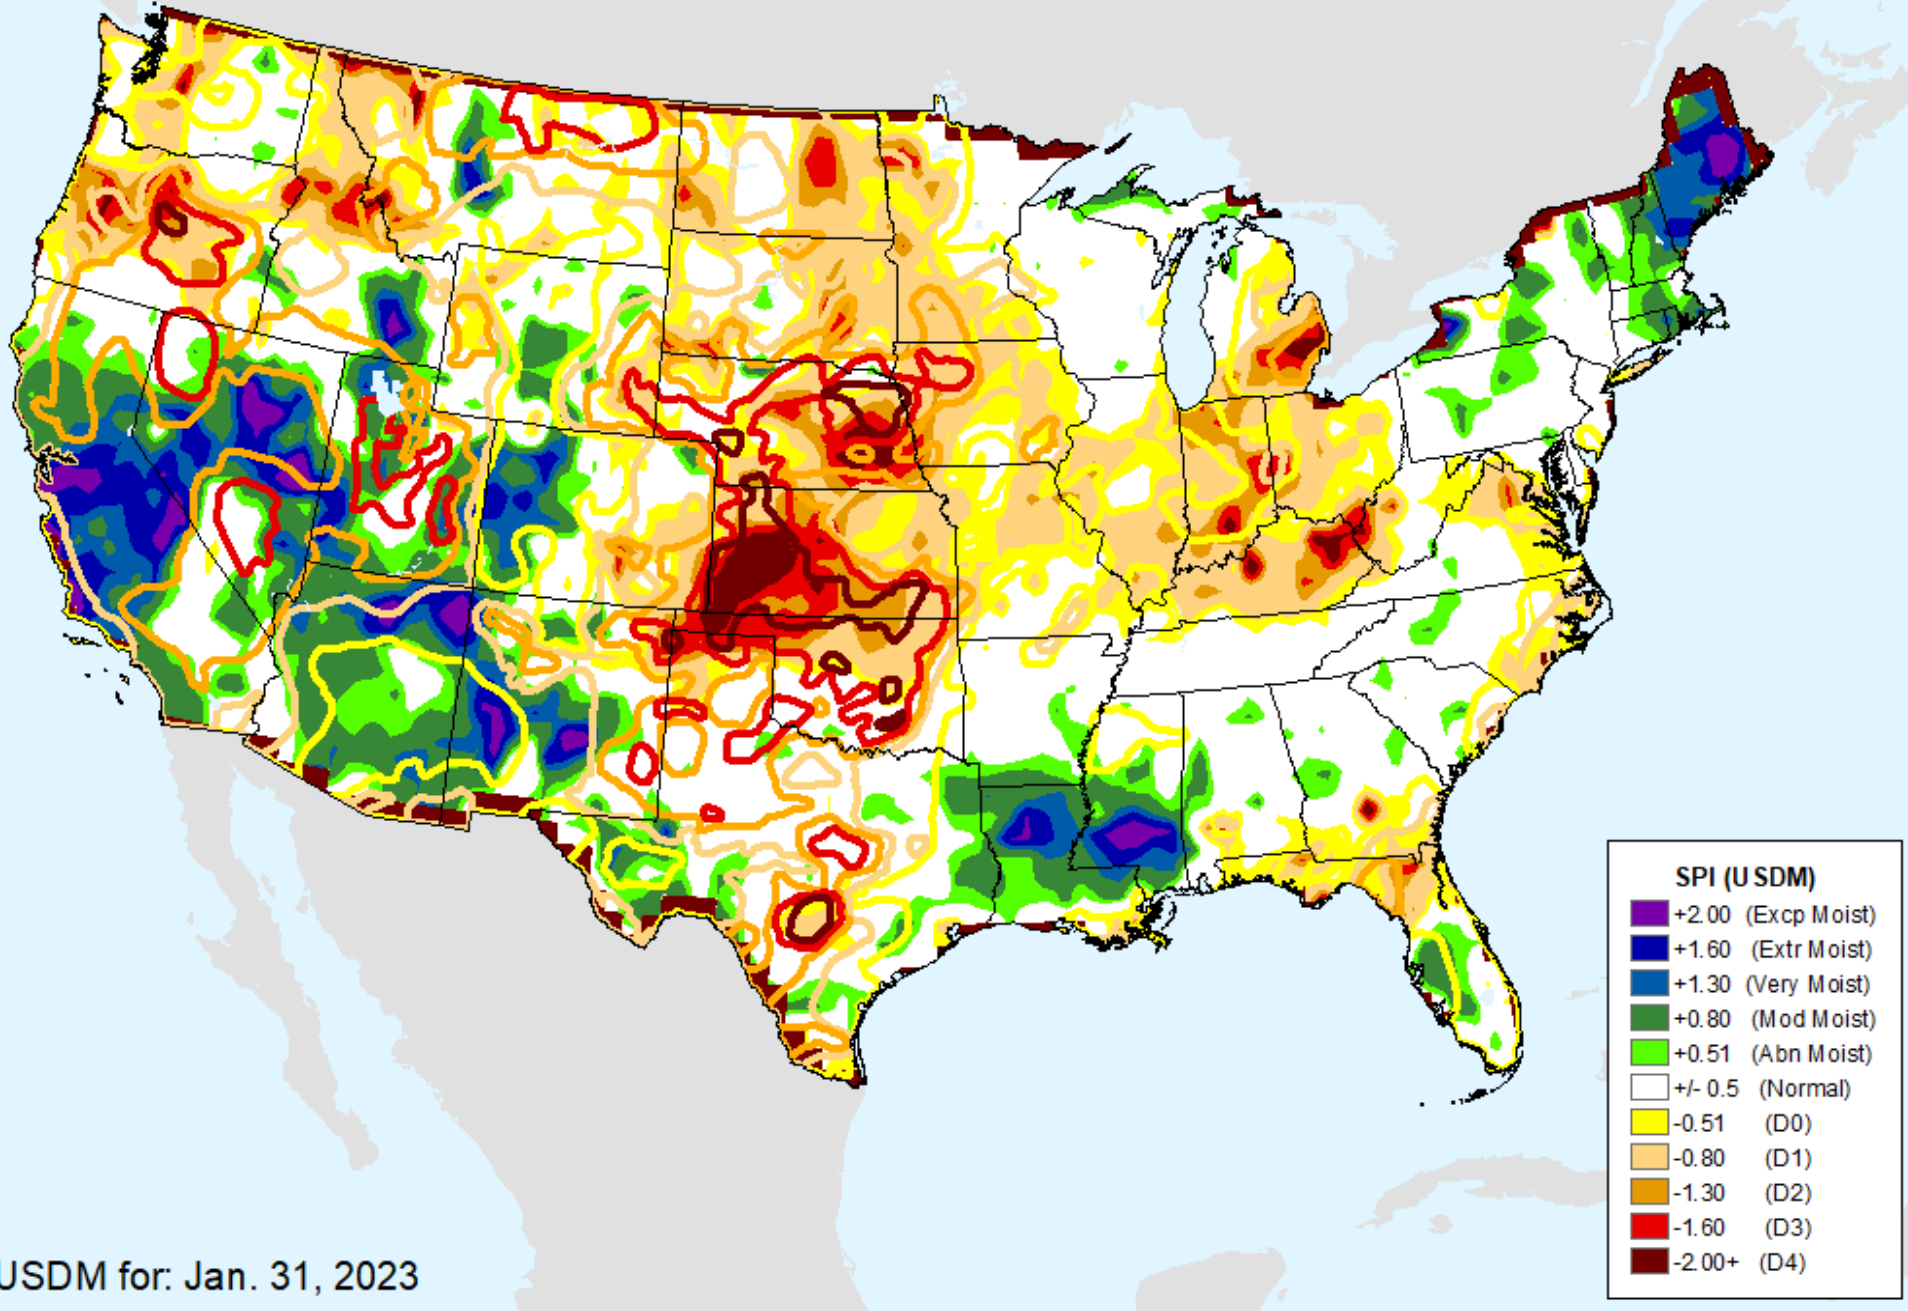 SPI (USDM)
+2.00 (Excp Moist)
+1.60 (Extr Moist)
+1.30 (Very Moist)
+0.80 (Mod Moist)
+0.51 (Abn Moist)
+/- 0.5 (Normal)
-0.51 (D0)
-0.80 (D1)
-1.30 (D2)
-1.60 (D3)
-2.00+ (D4)
USDM for: Jan. 31, 2023